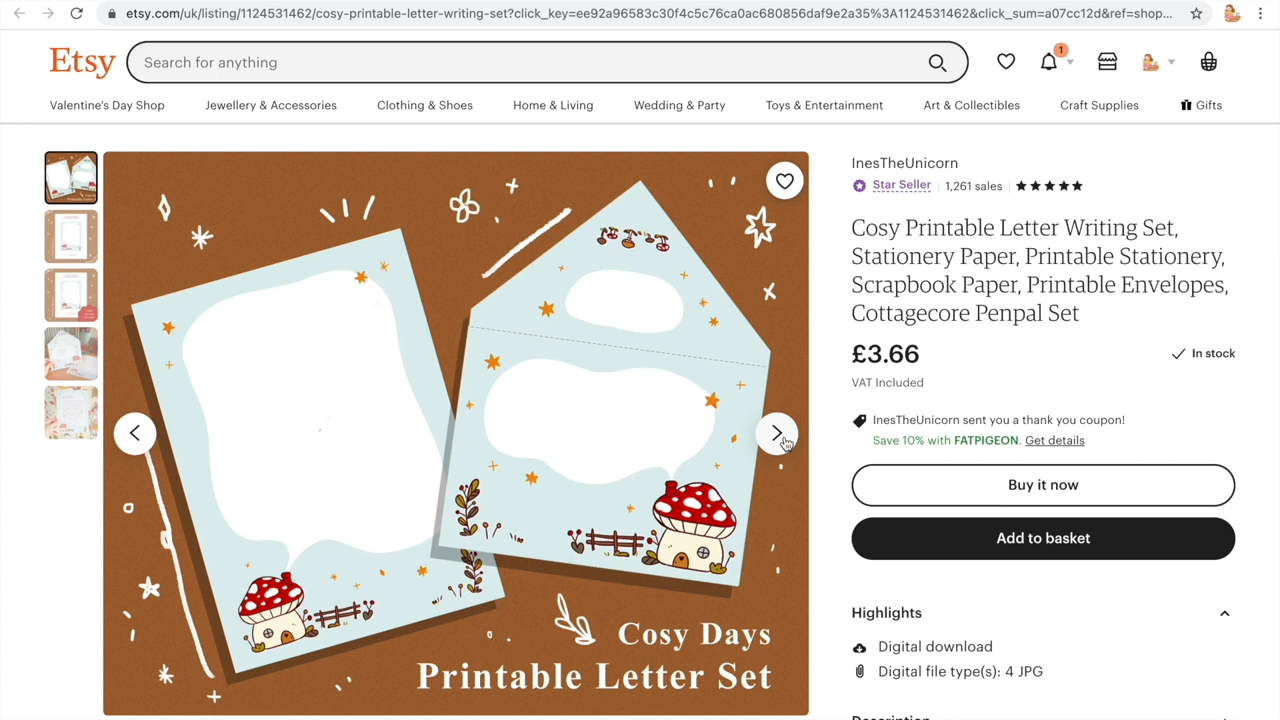 etsy.com/uk/listing/1124531462/cosy-printable-letter-writing-set?click_key=ee92a96583c30f4c5c76ca0ac680856daf9e2a35%3A1124531462&click_sum=a07cc12d&ref=shop...
Etsy
Search for anything
1
Valentine's Day Shop
Jewellery & Accessories
Clothing & Shoes
Home & Living
Wedding & Party
Toys & Entertainment
Art & Collectibles
Craft Supplies
Gifts
Cosy Days
Printable Letter Set
InesTheUnicorn
Star Seller
1,261 sales
Cosy Printable Letter Writing Set,
Stationery Paper, Printable Stationery,
Scrapbook Paper, Printable Envelopes,
Cottagecore Penpal Set
£3.66
In stock
VAT Included
InesTheUnicorn sent you a thank you coupon!
Save 10% with FATPIGEON. Get details
Buy it now
Add to basket
Highlights
Digital download
Digital file type(s): 4 JPG
Description